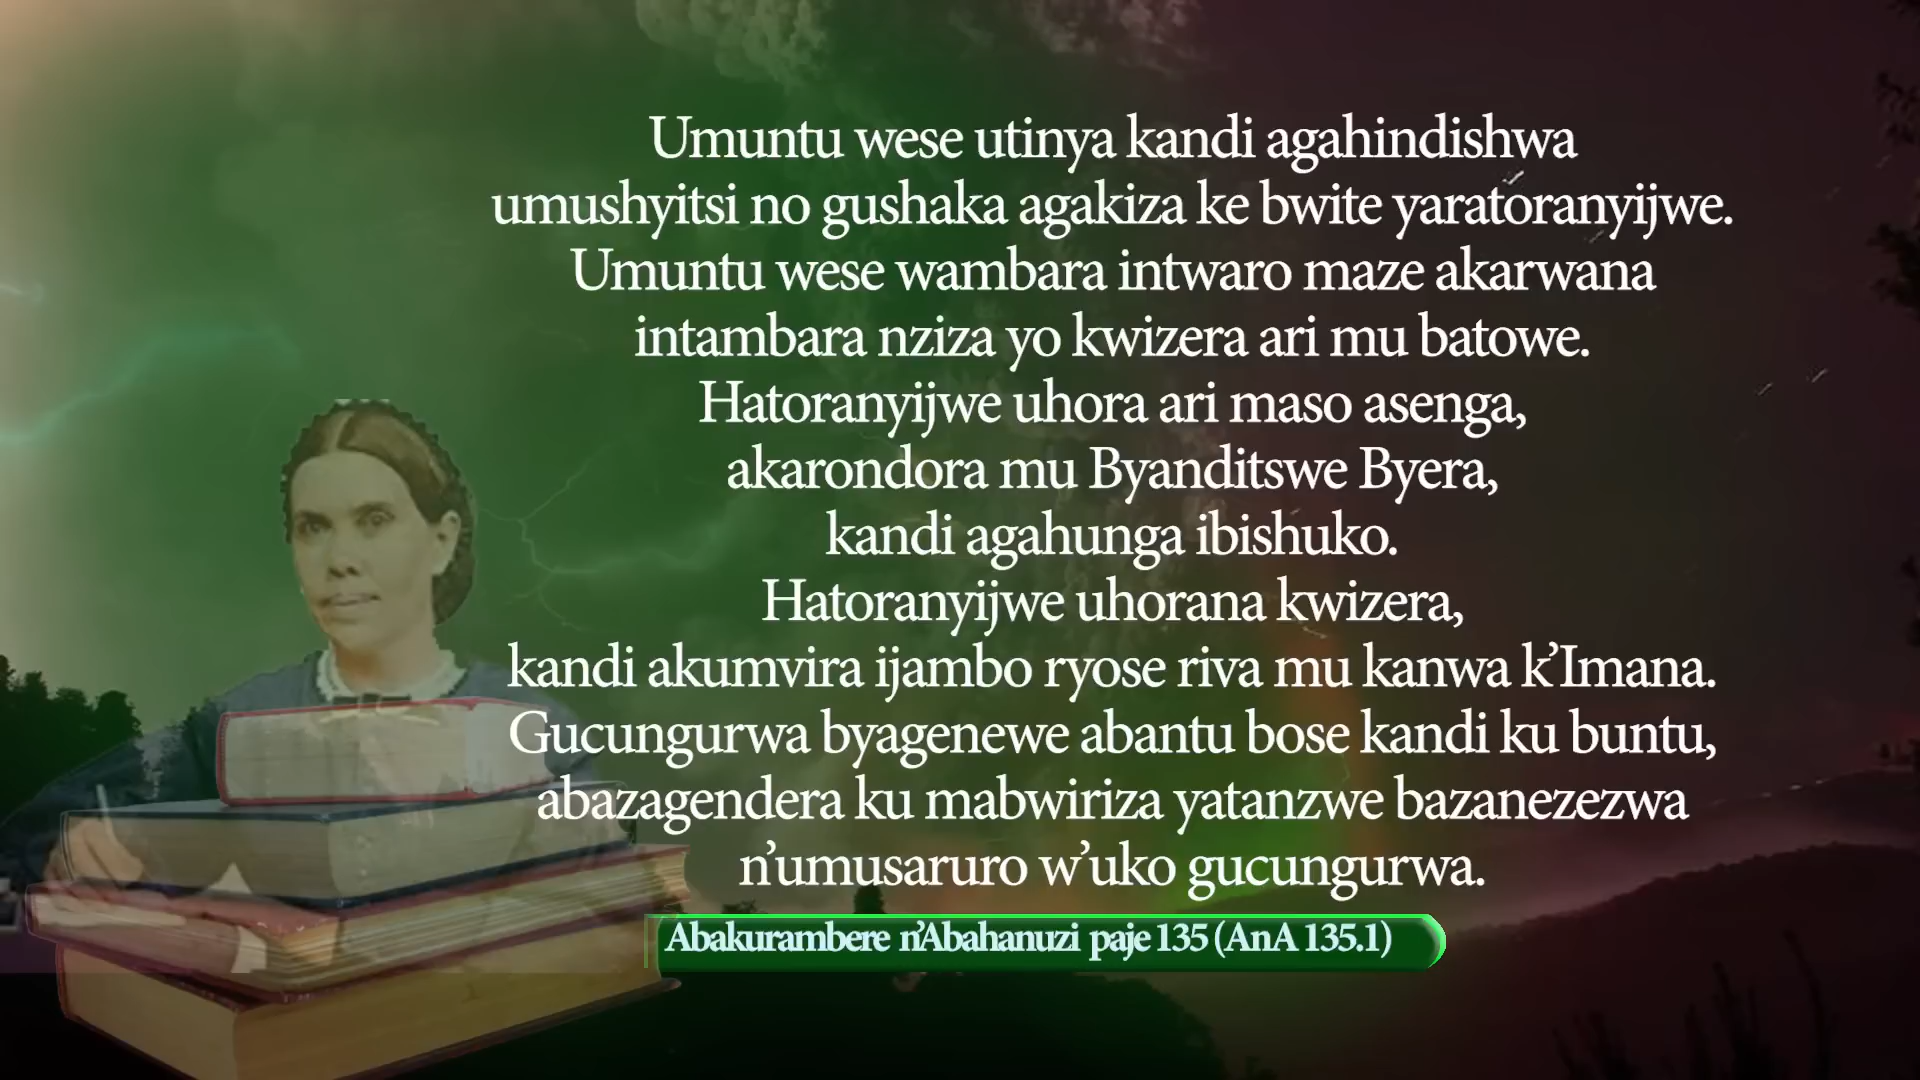 Umuntu wese utinya kandi agahindishwa
umushyitsi no gushaka agakiza ke bwite yaratoranyijwe.
Umuntu wese wambara intwaro maze akarwana
intambara nziza yo kwizera ari mu batowe.
Hatoranyijwe uhora ari maso asenga,
akarondora mu Byanditswe Byera,
kandi agahunga ibishuko.
Hatoranyijwe uhorana kwizera,
kandi akumvira ijambo ryose riva mu kanwa k’Imana.
Gucungurwa byagenewe abantu bose kandi ku buntu,
abazagendera ku mabwiriza yatanzwe bazanezezwa
n’umusaruro w’uko gucungurwa.
Abakurambere n’Abahanuzi paje 135 (AnA 135.1)